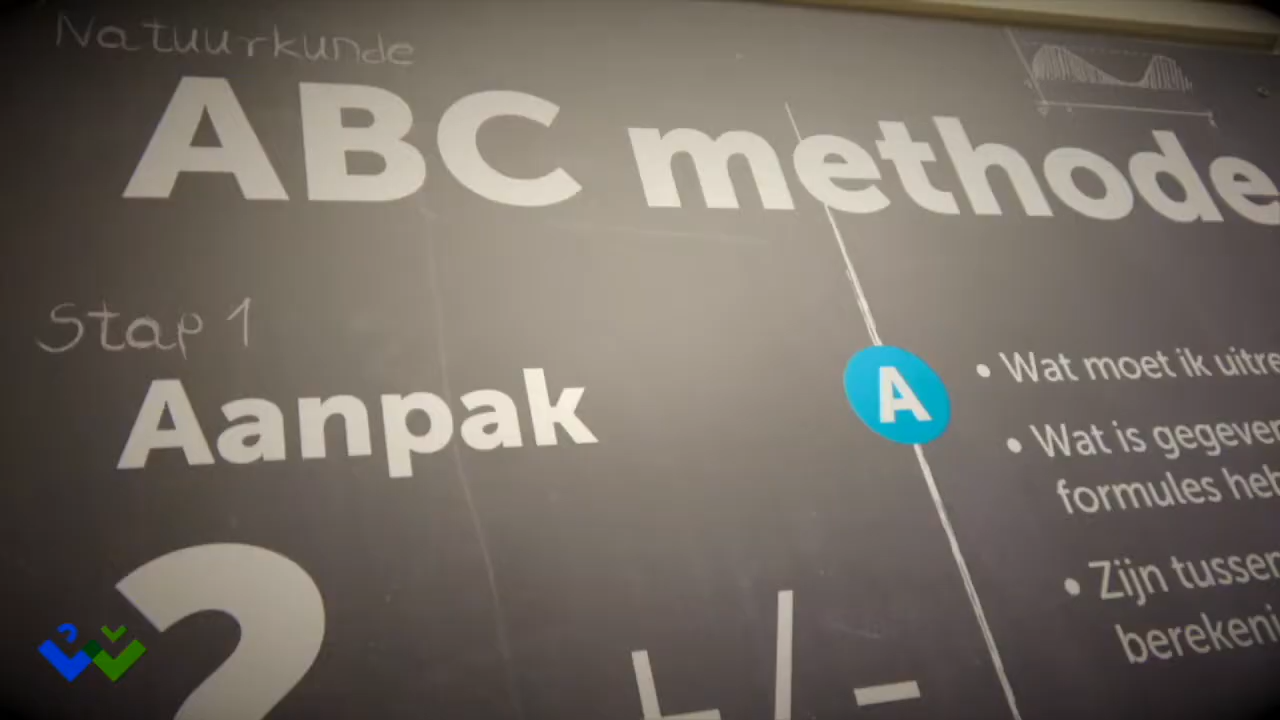 Natuurkunde
ABC methode
Stap 1
Aanpak
A
• Wat moet ik
• Wat is
formules
• Zijn
?
+/-